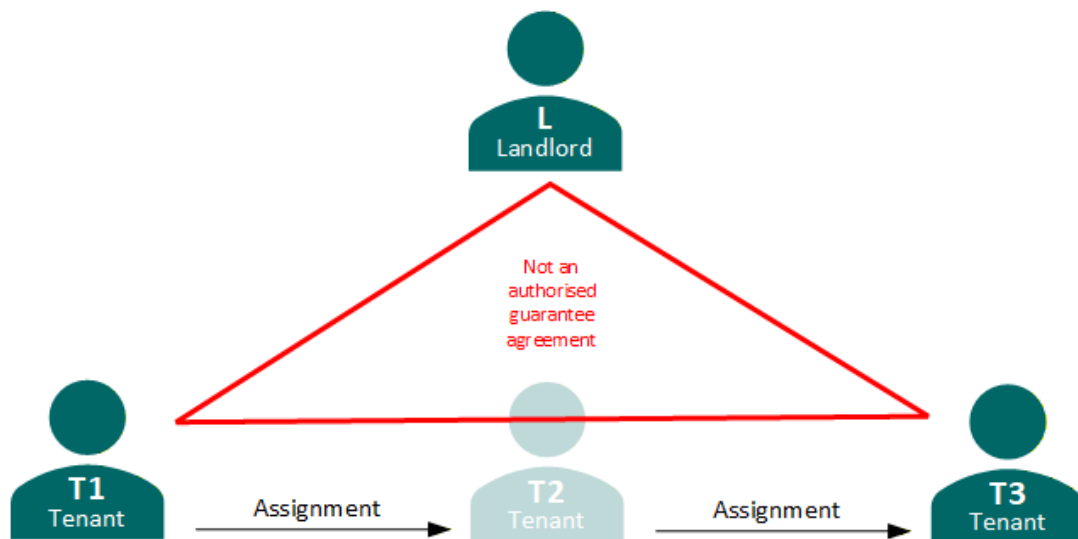 L
Landlord
Not an
authorised
guarantee
agreement
T1
Tenant
Assignment
T2
Tenant
Assignment
T3
Tenant